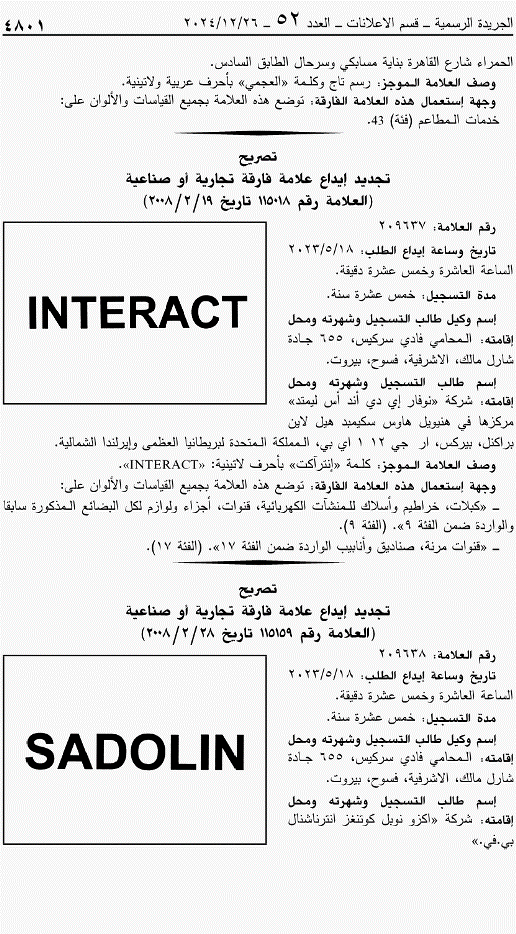 الجريدة الرسمية ـ قسم الاعلانات ـ العدد ٥٢ ـ ٢٠٢٤/١٢/٢٦
٤٨٠١
الحمراء شارع القاهرة بناية مسابكي وسرحال الطابق السادس.
وصف العلامة الموجز: رسم تاج وكلمة «العجمي» بأحرف عربية ولاتينية.
وجهة إستعمال هذه العلامة الفارقة: توضع هذه العلامة بجميع القياسات والألوان على:
خدمات المطاعم (فئة) 43.
تصريح
تجديد إيداع علامة فارقة تجارية أو صناعية
(العلامة رقم ١١٥٠١٨ تاريخ ٢٠٠٨/٢/١٩)
رقم العلامة: ٢٠٩٦٣٧
تاريخ وساعة إيداع الطلب: ٢٠٢٣/٥/١٨
الساعة العاشرة وخمس عشرة دقيقة.
مدة التسجيل: خمس عشرة سنة.
إسم وكيل طالب التسجيل وشهرته ومحل
إقامته: المحامي فادي سركيس، ٦٥٥ جادة
شارل مالك، الاشرفية، فسوح، بيروت.
إسم طالب التسجيل وشهرته ومحل
إقامته: شركة «نوفار إي دي أند أس ليمتد»
مركزها في هنيويل هاوس سكيمبد هيل لاين
براكنل، بيركس، ار جي ١٢ ١ اي بي، المملكة المتحدة لبريطانيا العظمى وإيرلندا الشمالية.
INTERACT
وصف العلامة الموجز: كلمة «إنترآكت» بأحرف لاتينية: «INTERACT».
وجهة إستعمال هذه العلامة الفارقة: توضع هذه العلامة بجميع القياسات والألوان على:
ـ «كبلات، خراطيم وأسلاك للمنشآت الكهربائية، قنوات، أجزاء ولوازم لكل البضائع المذكورة سابقا
والواردة ضمن الفئة ٩». (الفئة ٩).
ـ «قنوات مرنة، صناديق وأنابيب الواردة ضمن الفئة ١٧». (الفئة ١٧).
تصريح
تجديد إيداع علامة فارقة تجارية أو صناعية
(العلامة رقم ١١٥١٥٩ تاريخ ٢٠٠٨/٢/٢٨)
رقم العلامة: ٢٠٩٦٣٨
تاريخ وساعة إيداع الطلب: ٢٠٢٣/٥/١٨
الساعة العاشرة وخمس عشرة دقيقة.
مدة التسجيل: خمس عشرة سنة.
إسم وكيل طالب التسجيل وشهرته ومحل
إقامته: المحامي فادي سركيس، ٦٥٥ جادة
شارل مالك، الاشرفية، فسوح، بيروت.
إسم طالب التسجيل وشهرته ومحل
إقامته: شركة «اكزو نوبل كوتنغز انترناشنال
بي.في.»
SADOLIN